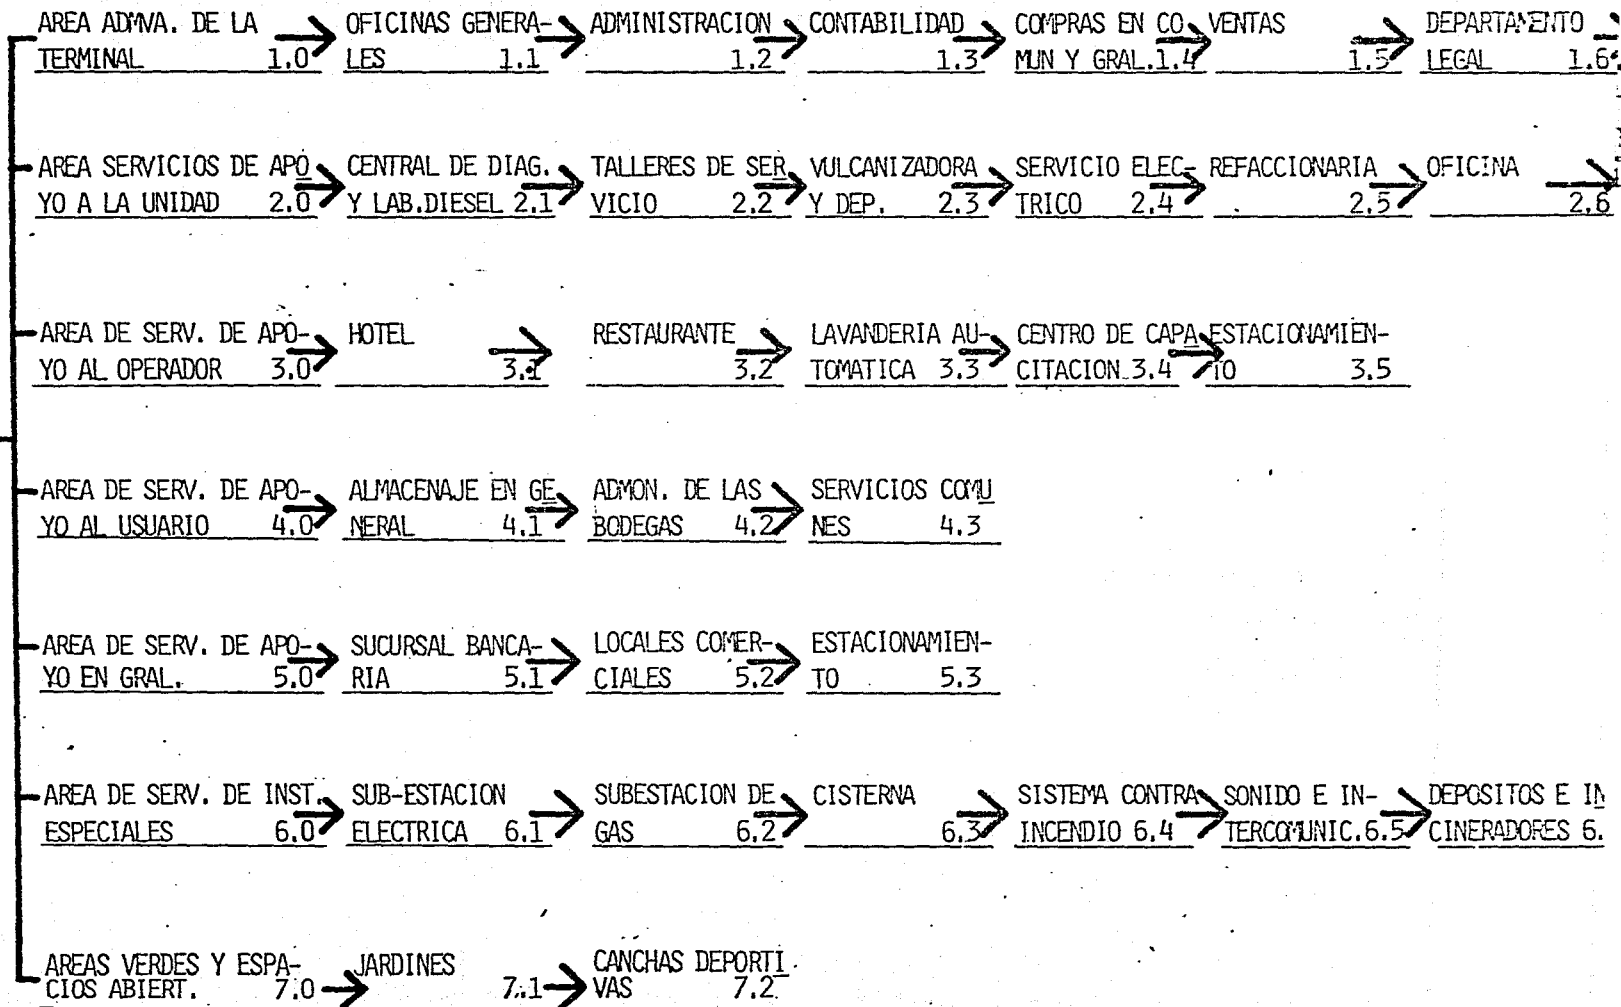 AREA ADMVA. DE LA
TERMINAL 1.0
OFICINAS GENERA-
LES 1.1
ADMINISTRACION
1.2
CONTABILIDAD
1.3
COMPRAS EN CO
MUN Y GRAL.1.4
VENTAS
1.5
DEPARTAMENTO
LEGAL 1.6
AREA SERVICIOS DE APO
YO A LA UNIDAD 2.0
CENTRAL DE DIAG.
Y LAB.DIESEL 2.1
TALLERES DE SER
VICIO 2.2
VULCANIZADORA
Y DEP. 2.3
SERVICIO ELEC-
TRICO 2.4
REFACCIONARIA
2.5
OFICINA
2.6
AREA DE SERV. DE APO-
YO AL OPERADOR 3.0
HOTEL
3.1
RESTAURANTE
3.2
LAVANDERIA AU-
TOMATICA 3.3
CENTRO DE CAPA
CITACION 3.4
ESTACIONAMIEN-
TO 3.5
AREA DE SERV. DE APO-
YO AL USUARIO 4.0
ALMACENAJE EN GE
NERAL 4.1
ADMON. DE LAS
BODEGAS 4.2
SERVICIOS COMU
NES 4.3
AREA DE SERV. DE APO-
YO EN GRAL. 5.0
SUCURSAL BANCA-
RIA 5.1
LOCALES COMER-
CIALES 5.2
ESTACIONAMIEN-
TO 5.3
AREA DE SERV. DE INST.
ESPECIALES 6.0
SUB-ESTACION
ELECTRICA 6.1
SUBESTACION DE
GAS 6.2
CISTERNA
6.3
SISTEMA CONTRA
INCENDIO 6.4
SONIDO E IN-
TERCOMUNIC.6.5
DEPOSITOS E IN
CINERADORES 6.
AREAS VERDES Y ESPA-
CIOS ABIERT. 7.0
JARDINES
7.1
CANCHAS DEPORTI
VAS 7.2